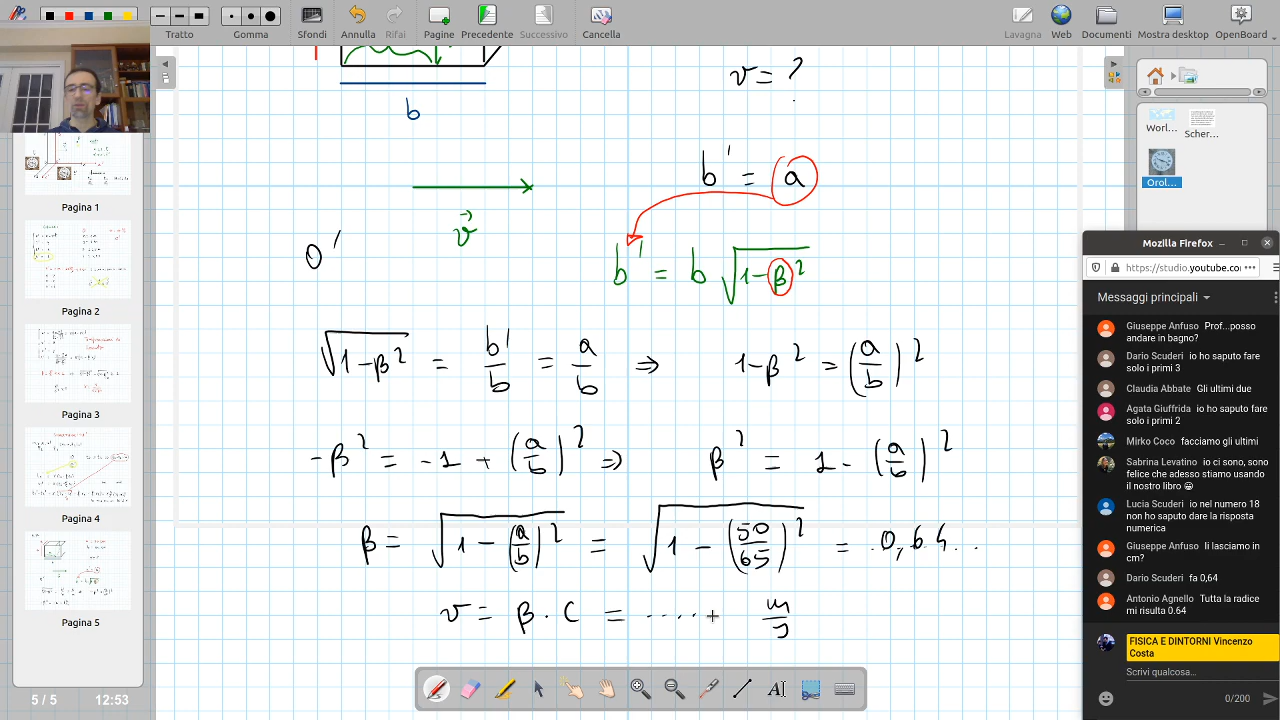 Tratto
Gomma
Sfondi
Annulla
Rifai
Pagine
Precedente
Successivo
Cancella
Lavagna
Web
Documenti
Mostra desktop
OpenBoard
Pagina 1
Pagina 2
Pagina 3
Pagina 4
Pagina 5
5 / 5
12:53
b
v = ?
b' = a
v⃗
O'
b' = b √(1-β²)
√(1-β²) = b'/b = a/b ⇒ 1-β² = (a/b)²
-β² = -1 + (a/b)² ⇒ β² = 1 - (a/b)²
β = √(1 - (a/b)²) = √(1 - (50/65)²) = 0,64...
v = β · c = ..... m/s
Worl...
Scher...
Orol...
Mozilla Firefox
https://studio.youtube.co
Messaggi principali
Giuseppe Anfuso Prof...posso
andare in bagno?
Dario Scuderi io ho saputo fare
solo i primi 3
Claudia Abbate Gli ultimi due
Agata Giuffrida io ho saputo fare
solo i primi 2
Mirko Coco facciamo gli ultimi
Sabrina Levatino io ci sono, sono
felice che adesso stiamo usando
il nostro libro 😀
Lucia Scuderi io nel numero 18
non ho saputo dare la risposta
numerica.
Giuseppe Anfuso li lasciamo in
cm?
Dario Scuderi fa 0,64
Antonio Agnello Tutta la radice
mi risulta 0.64
FISICA E DINTORNI Vincenzo
Costa
Scrivi qualcosa...
0/200